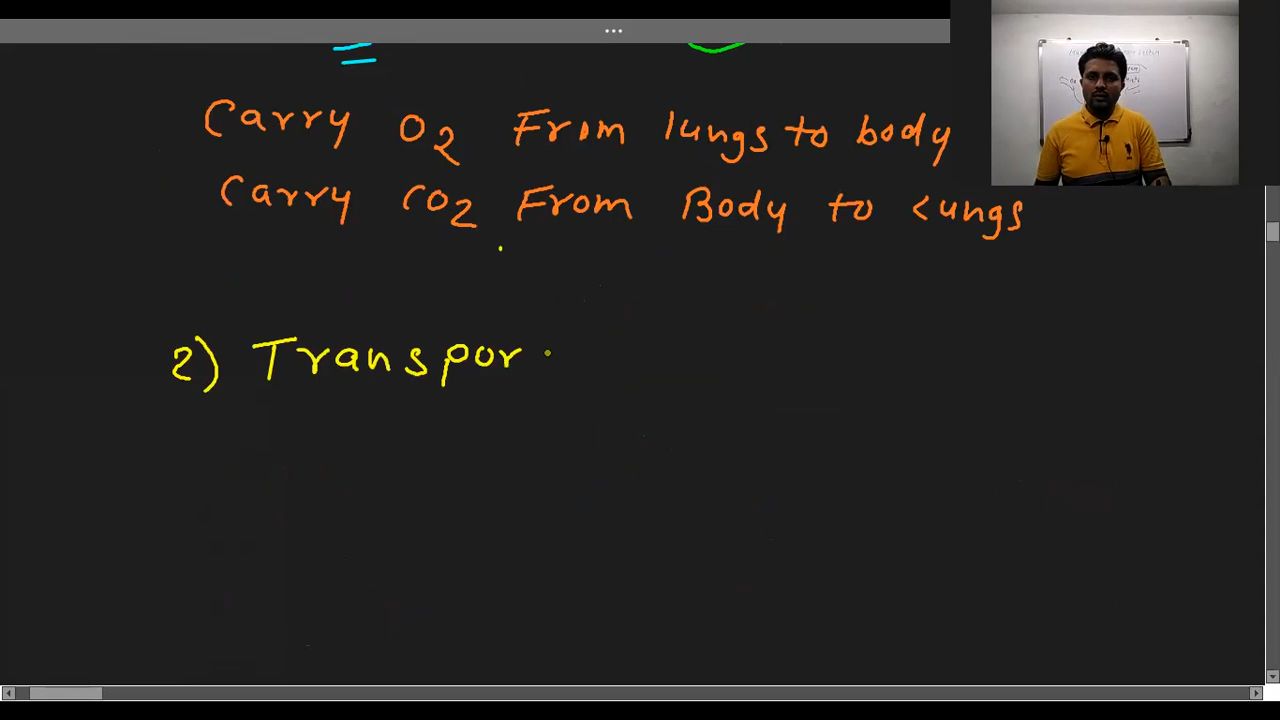 Carry O2 From lungs to body
Carry CO2 From Body to Lungs
2) Transpor